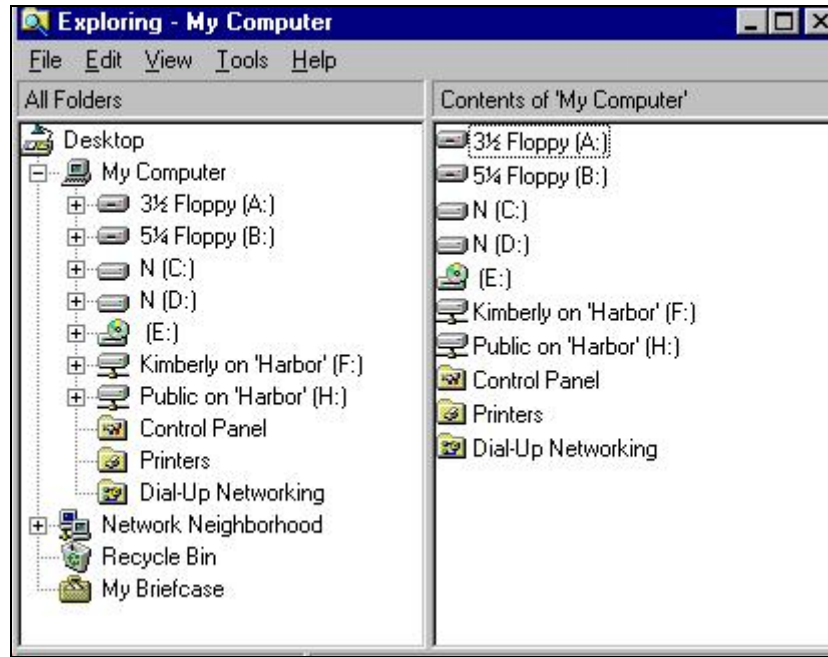 Exploring - My Computer
File Edit View Tools Help
All Folders
Desktop
My Computer
3½ Floppy (A:)
5¼ Floppy (B:)
N (C:)
N (D:)
(E:)
Kimberly on 'Harbor' (F:)
Public on 'Harbor' (H:)
Control Panel
Printers
Dial-Up Networking
Network Neighborhood
Recycle Bin
My Briefcase
Contents of 'My Computer'
3½ Floppy (A:)
5¼ Floppy (B:)
N (C:)
N (D:)
(E:)
Kimberly on 'Harbor' (F:)
Public on 'Harbor' (H:)
Control Panel
Printers
Dial-Up Networking